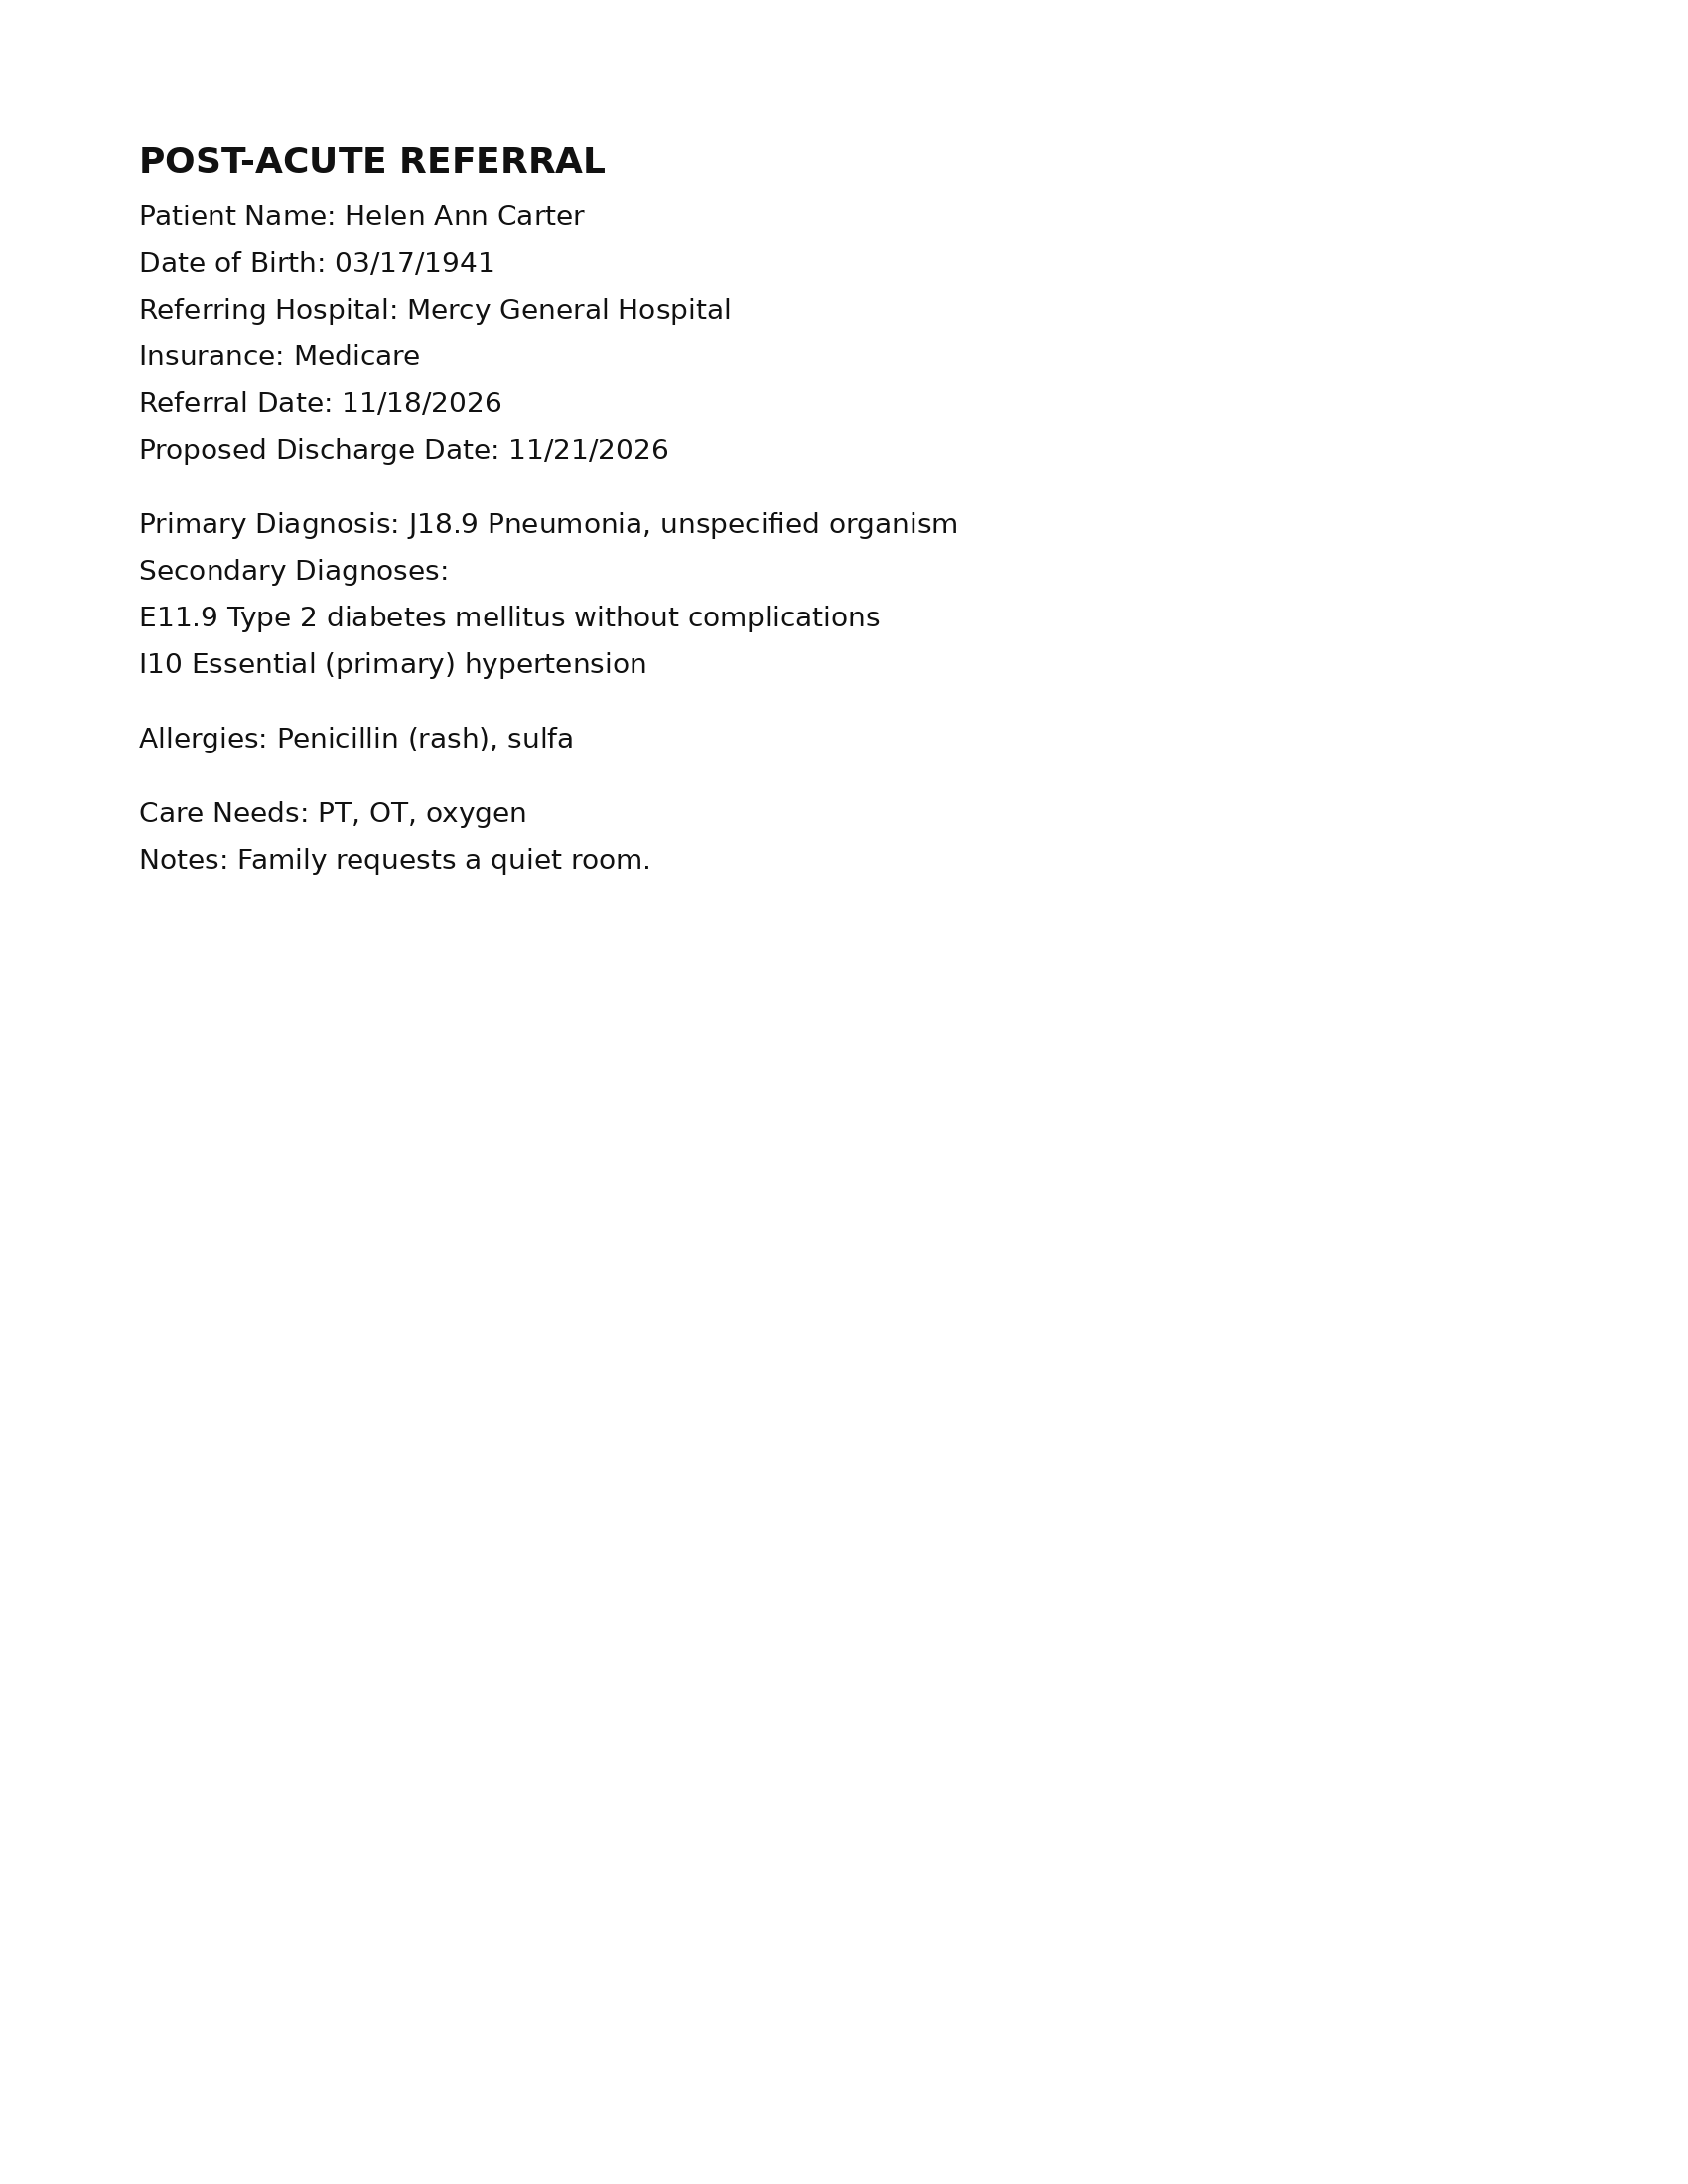 POST-ACUTE REFERRAL
Patient Name: Helen Ann Carter
Date of Birth: 03/17/1941
Referring Hospital: Mercy General Hospital
Insurance: Medicare
Referral Date: 11/18/2026
Proposed Discharge Date: 11/21/2026
Primary Diagnosis: J18.9 Pneumonia, unspecified organism
Secondary Diagnoses:
E11.9 Type 2 diabetes mellitus without complications
I10 Essential (primary) hypertension
Allergies: Penicillin (rash), sulfa
Care Needs: PT, OT, oxygen
Notes: Family requests a quiet room.